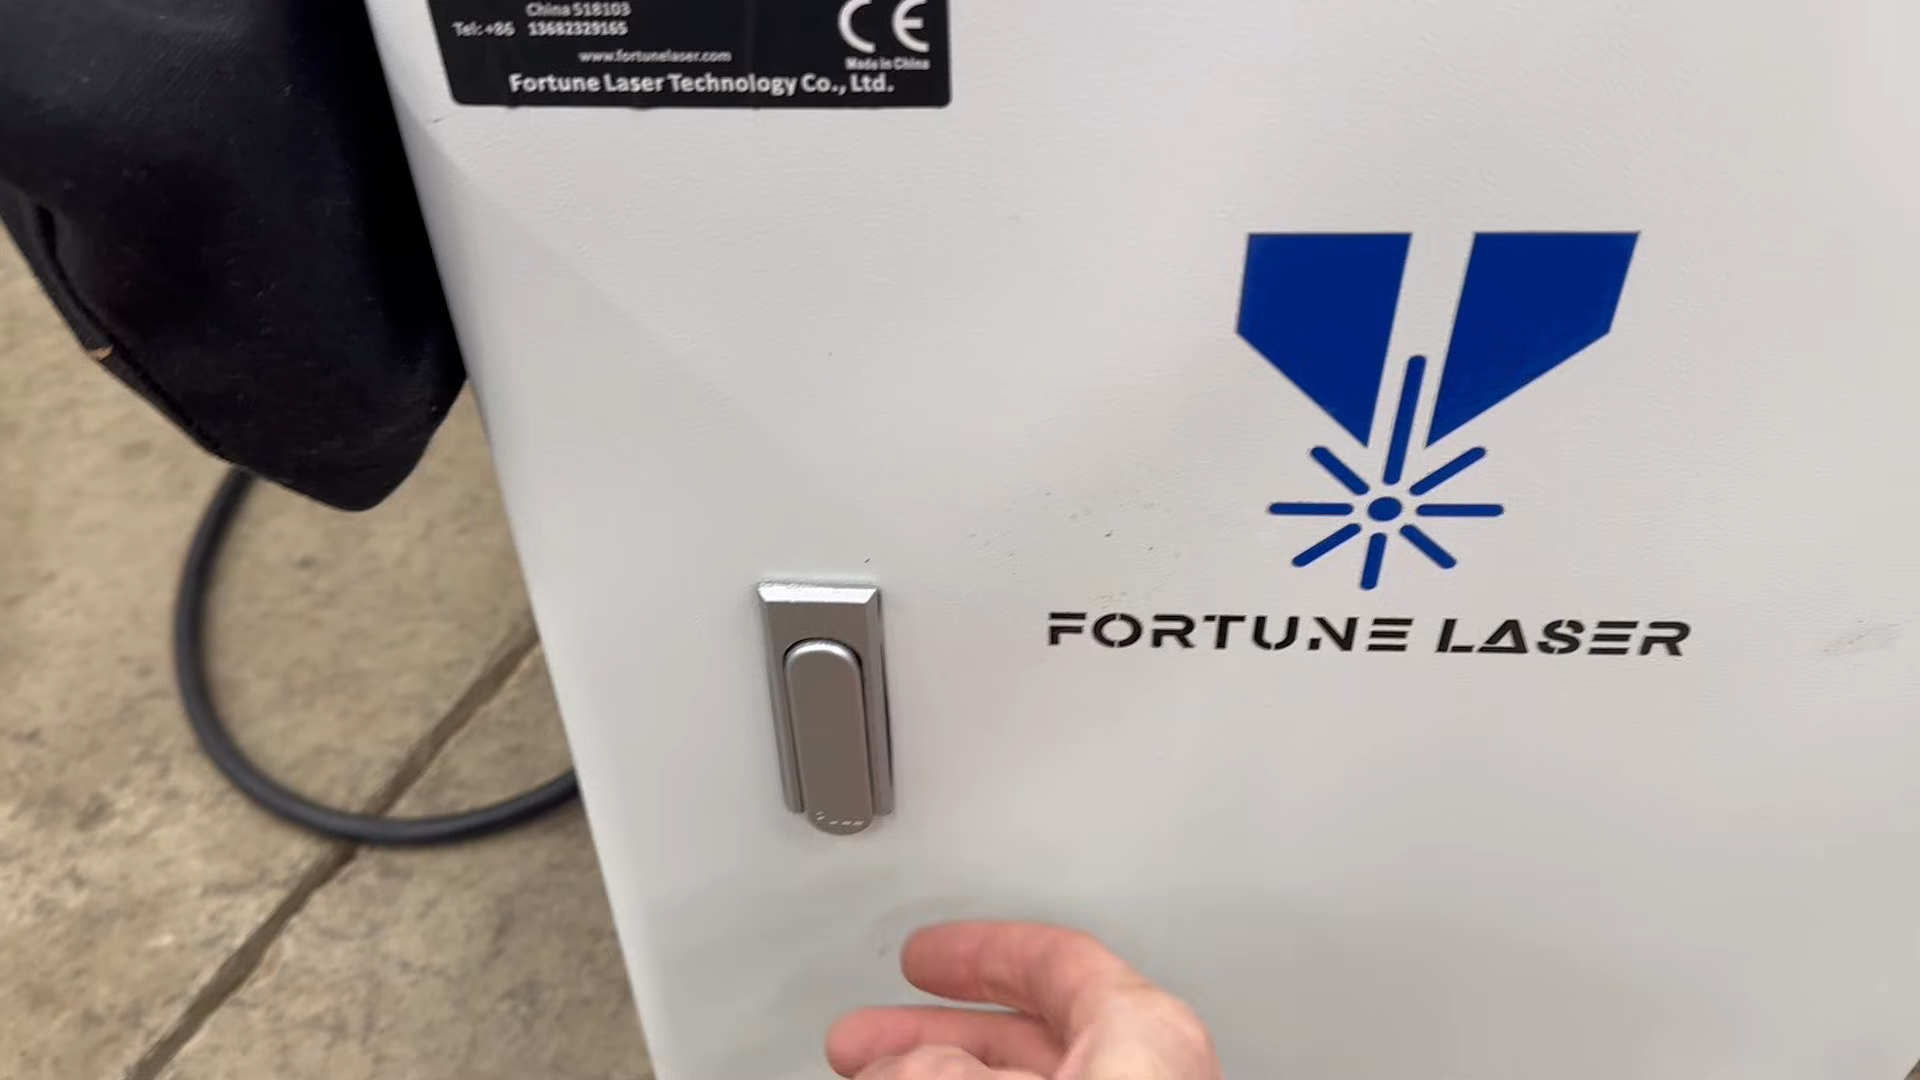 China 518103
Tel: +86 13682329165
www.fortunelaser.com
Fortune Laser Technology Co., Ltd.
CE
Made in China
FORTUNE LASER